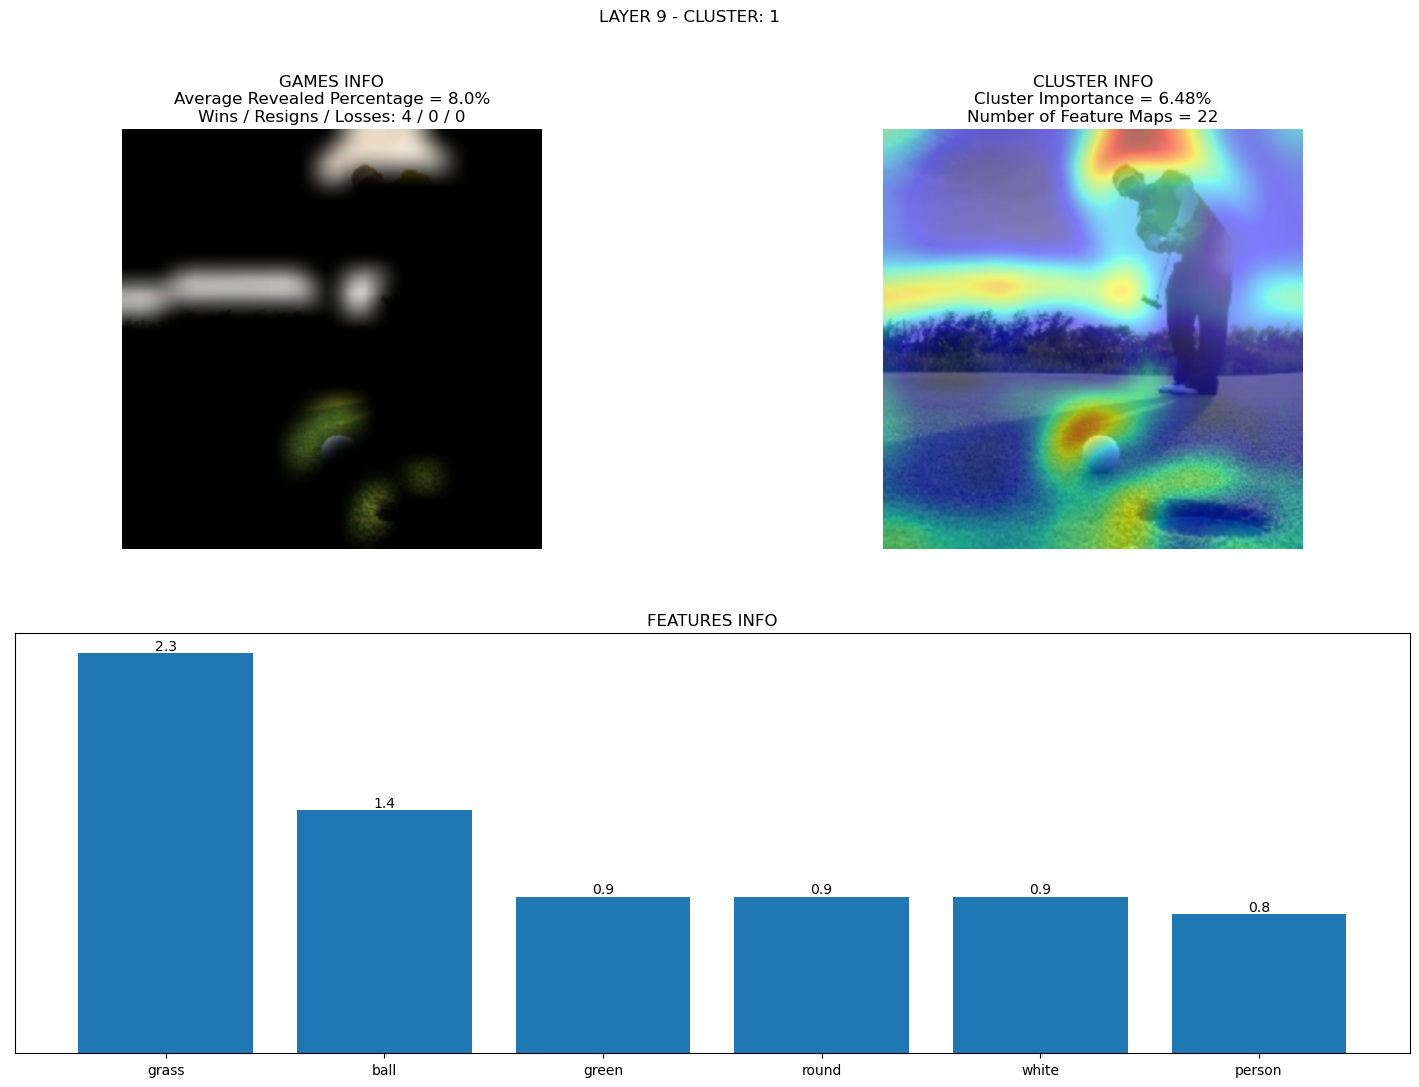 LAYER 9 - CLUSTER: 1
GAMES INFO
Average Revealed Percentage = 8.0%
Wins / Resigns / Losses: 4 / 0 / 0
CLUSTER INFO
Cluster Importance = 6.48%
Number of Feature Maps = 22
FEATURES INFO
2.3
1.4
0.9
0.9
0.9
0.8
grass
ball
green
round
white
person